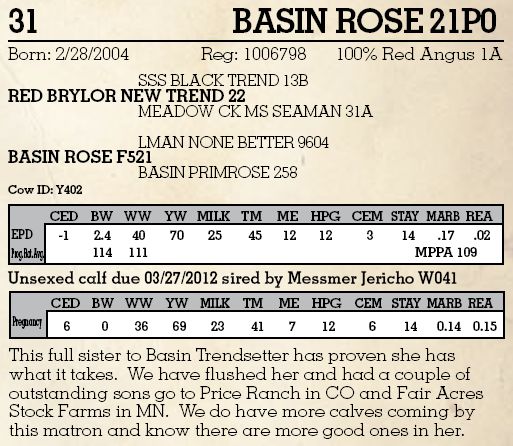 31 BASIN ROSE 21P0
Born: 2/28/2004 Reg: 1006798 100% Red Angus 1A
SSS BLACK TREND 13B
RED BRYLOR NEW TREND 22
MEADOW CK MS SEAMAN 31A
LMAN NONE BETTER 9604
BASIN ROSE F521
BASIN PRIMROSE 258
Cow ID: Y402
CED BW WW YW MILK TM ME HPG CEM STAY MARB REA
EPD -1 2.4 40 70 25 45 12 12 3 14 .17 .02
Prog.Rat.Avg. 114 111 MPPA 109
Unsexed calf due 03/27/2012 sired by Messmer Jericho W041
CED BW WW YW MILK TM ME HPG CEM STAY MARB REA
Pregnancy 6 0 36 69 23 41 7 12 6 14 0.14 0.15
This full sister to Basin Trendsetter has proven she has
what it takes. We have flushed her and had a couple of
outstanding sons go to Price Ranch in CO and Fair Acres
Stock Farms in MN. We do have more calves coming by
this matron and know there are more good ones in her.